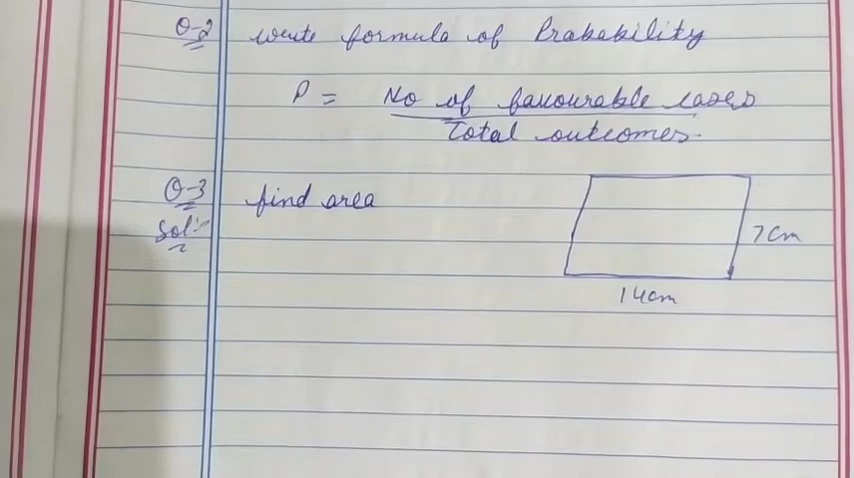 Q-2 Write formula of Probability
P = No of favourable cases
Total outcomes.
Q-3 find area
Sol:-
7cm
14cm